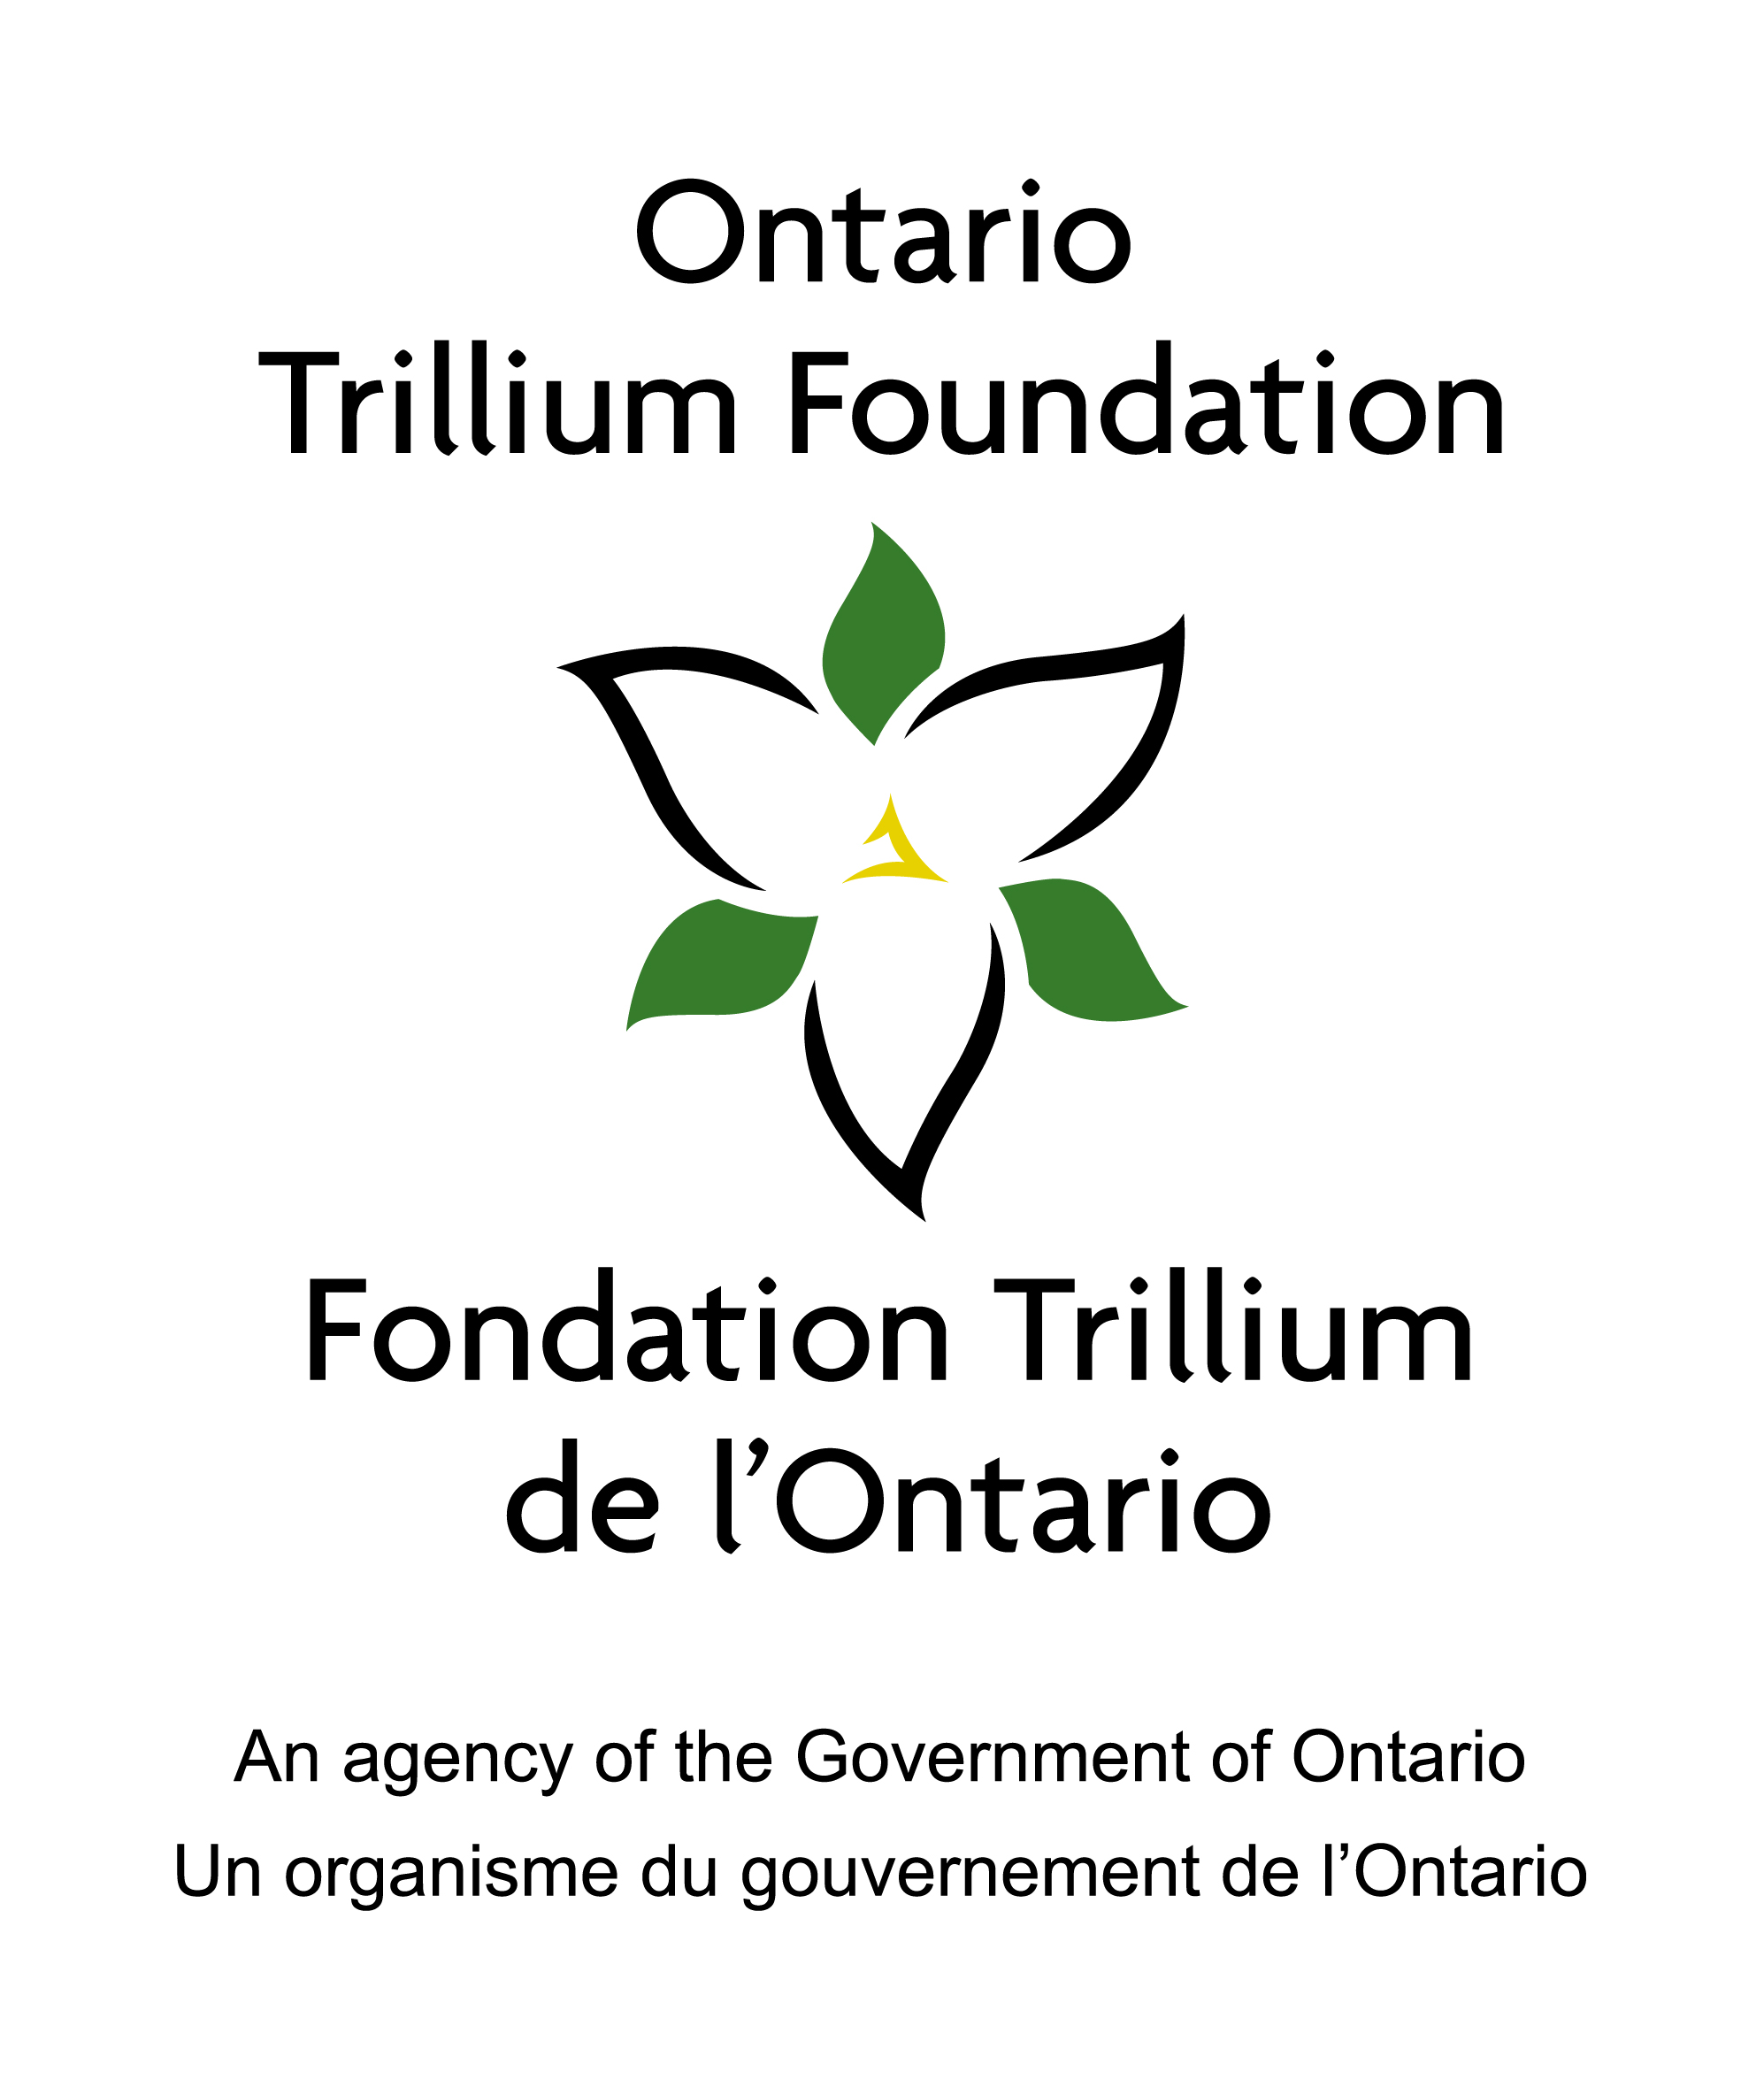 Ontario
Trillium Foundation
Fondation Trillium
de l’Ontario
An agency of the Government of Ontario
Un organisme du gouvernement de l’Ontario